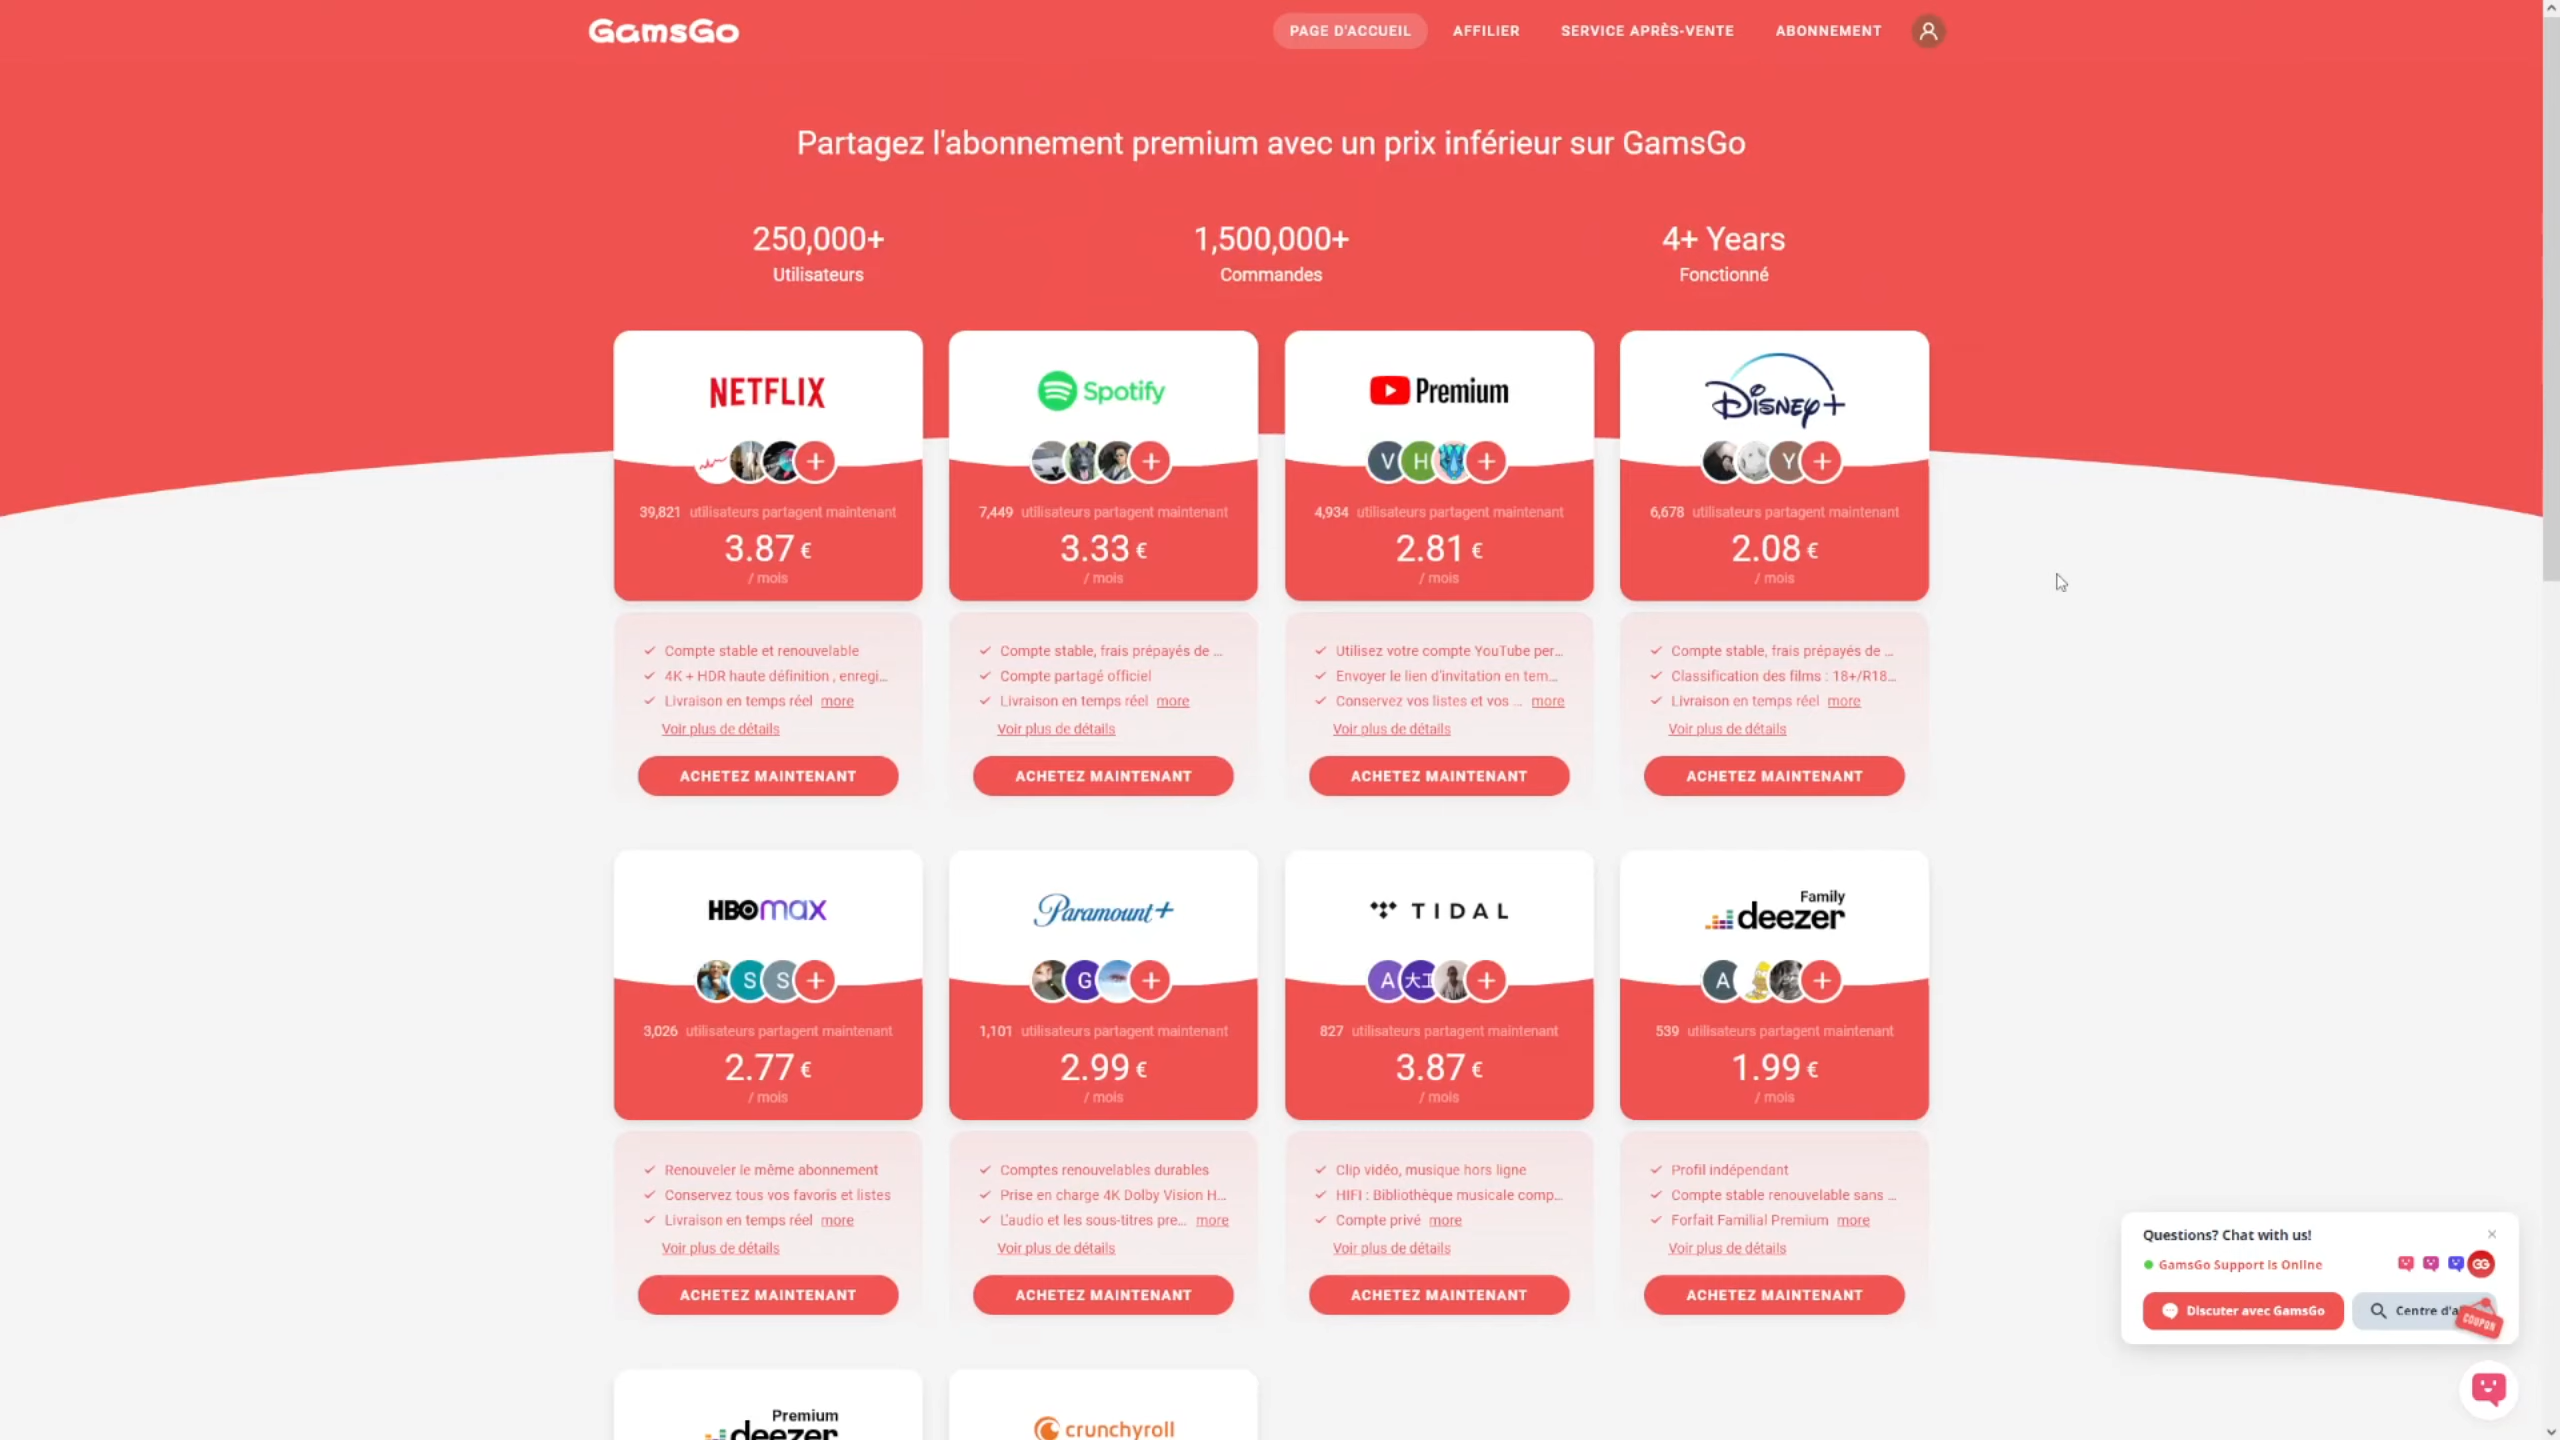 GamsGo
PAGE D'ACCUEIL
AFFILIER
SERVICE APRÈS-VENTE
ABONNEMENT
Partagez l'abonnement premium avec un prix inférieur sur GamsGo
250,000+
Utilisateurs
1,500,000+
Commandes
4+ Years
Fonctionné
NETFLIX
39,821 utilisateurs partagent maintenant
3.87 €
/ mois
Compte stable et renouvelable
4K + HDR haute définition , enregi...
Livraison en temps réel more
Voir plus de détails
ACHETEZ MAINTENANT
Spotify
7,449 utilisateurs partagent maintenant
3.33 €
/ mois
Compte stable, frais prépayés de ...
Compte partagé officiel
Livraison en temps réel more
Voir plus de détails
ACHETEZ MAINTENANT
Premium
V H
4,934 utilisateurs partagent maintenant
2.81 €
/ mois
Utilisez votre compte YouTube per...
Envoyer le lien d'invitation en tem...
Conservez vos listes et vos ... more
Voir plus de détails
ACHETEZ MAINTENANT
Disney+
Y
6,678 utilisateurs partagent maintenant
2.08 €
/ mois
Compte stable, frais prépayés de ...
Classification des films : 18+/R18...
Livraison en temps réel more
Voir plus de détails
ACHETEZ MAINTENANT
HBOmax
S S
3,026 utilisateurs partagent maintenant
2.77 €
/ mois
Renouveler le même abonnement
Conservez tous vos favoris et listes
Livraison en temps réel more
Voir plus de détails
ACHETEZ MAINTENANT
Paramount+
G
1,101 utilisateurs partagent maintenant
2.99 €
/ mois
Comptes renouvelables durables
Prise en charge 4K Dolby Vision H...
L'audio et les sous-titres pre... more
Voir plus de détails
ACHETEZ MAINTENANT
TIDAL
A 大工
827 utilisateurs partagent maintenant
3.87 €
/ mois
Clip vidéo, musique hors ligne
HIFI : Bibliothèque musicale comp...
Compte privé more
Voir plus de détails
ACHETEZ MAINTENANT
Family
deezer
A
539 utilisateurs partagent maintenant
1.99 €
/ mois
Profil indépendant
Compte stable renouvelable sans ...
Forfait Familial Premium more
Voir plus de détails
ACHETEZ MAINTENANT
Premium
deezer
crunchyroll
Questions? Chat with us!
GamsGo Support is Online
GG
Discuter avec GamsGo
Centre d'a
COUPON